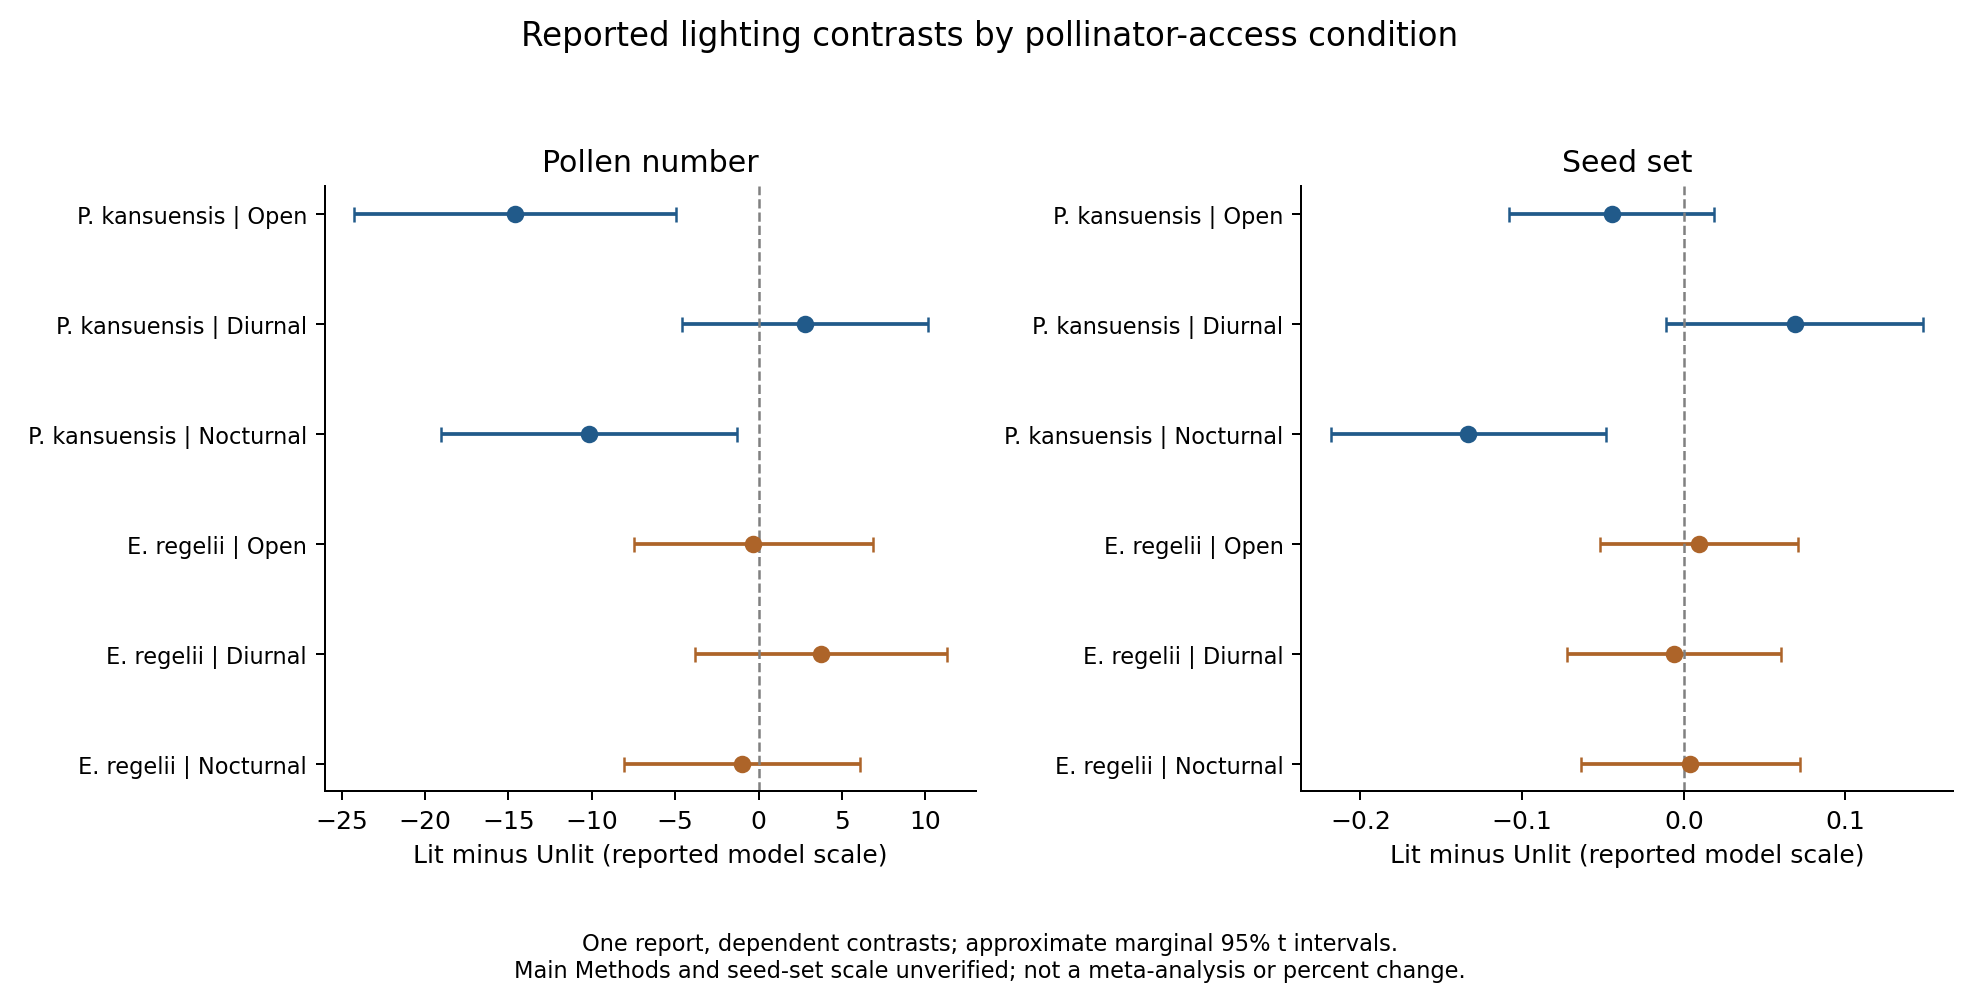 Reported lighting contrasts by pollinator-access condition
Pollen number
P. kansuensis | Open
P. kansuensis | Diurnal
P. kansuensis | Nocturnal
E. regelii | Open
E. regelii | Diurnal
E. regelii | Nocturnal
−25 −20 −15 −10 −5 0 5 10
Lit minus Unlit (reported model scale)
Seed set
P. kansuensis | Open
P. kansuensis | Diurnal
P. kansuensis | Nocturnal
E. regelii | Open
E. regelii | Diurnal
E. regelii | Nocturnal
−0.2 −0.1 0.0 0.1
Lit minus Unlit (reported model scale)
One report, dependent contrasts; approximate marginal 95% t intervals.
Main Methods and seed-set scale unverified; not a meta-analysis or percent change.